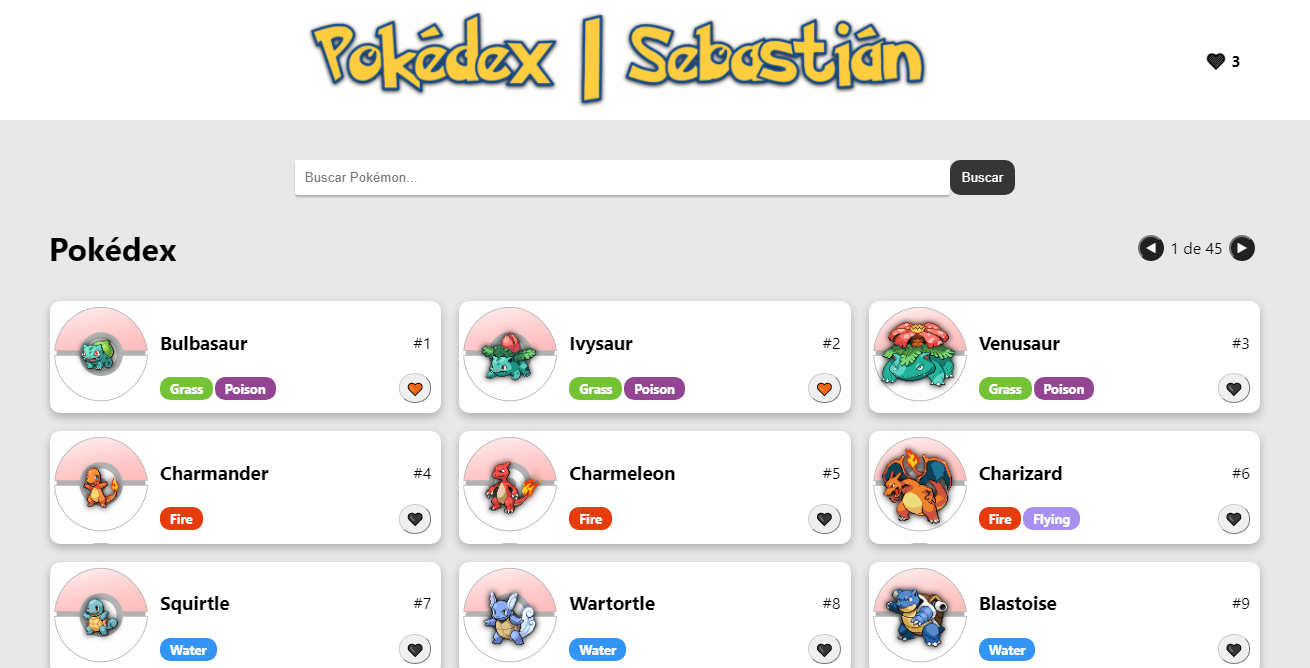 Pokédex | Sebastián
3
Buscar Pokémon...
Buscar
Pokédex
1 de 45
Bulbasaur #1
Grass Poison
Ivysaur #2
Grass Poison
Venusaur #3
Grass Poison
Charmander #4
Fire
Charmeleon #5
Fire
Charizard #6
Fire Flying
Squirtle #7
Water
Wartortle #8
Water
Blastoise #9
Water